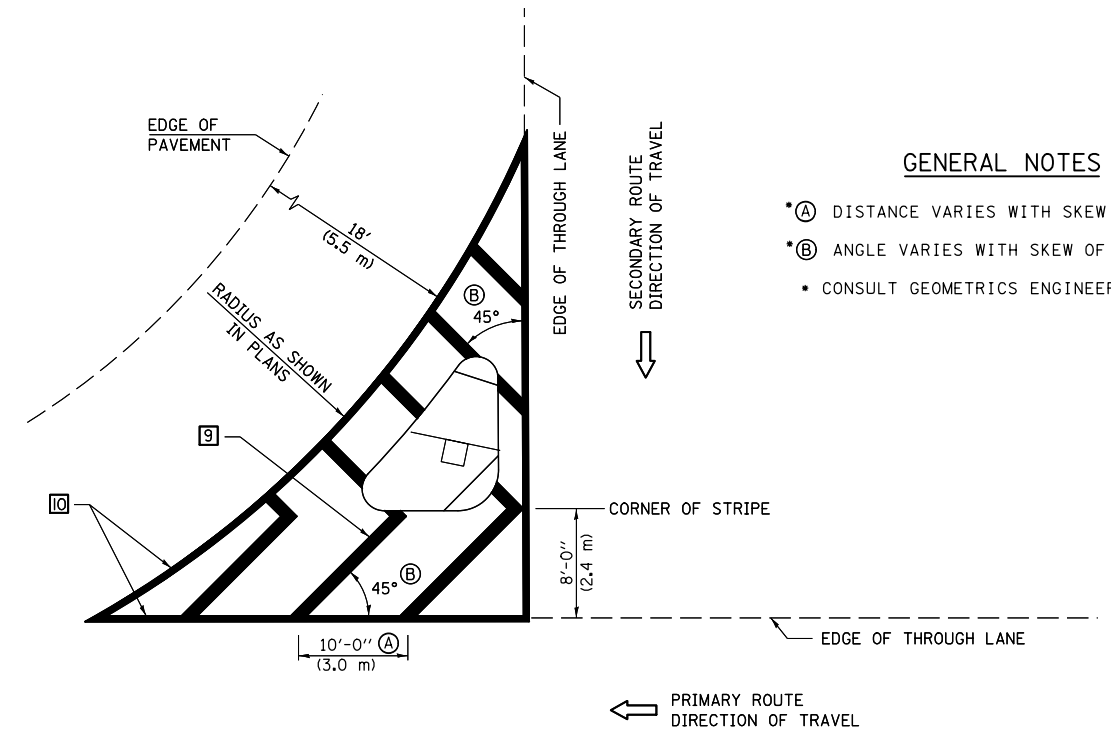 EDGE OF
PAVEMENT
18'
(5.5 m)
RADIUS AS SHOWN
IN PLANS
EDGE OF THROUGH LANE
SECONDARY ROUTE
DIRECTION OF TRAVEL
GENERAL NOTES
*Ⓐ DISTANCE VARIES WITH SKEW
*Ⓑ ANGLE VARIES WITH SKEW OF
* CONSULT GEOMETRICS ENGINEER
Ⓑ
45°
9
10
CORNER OF STRIPE
8'-0''
(2.4 m)
45° Ⓑ
10'-0'' Ⓐ
(3.0 m)
EDGE OF THROUGH LANE
PRIMARY ROUTE
DIRECTION OF TRAVEL